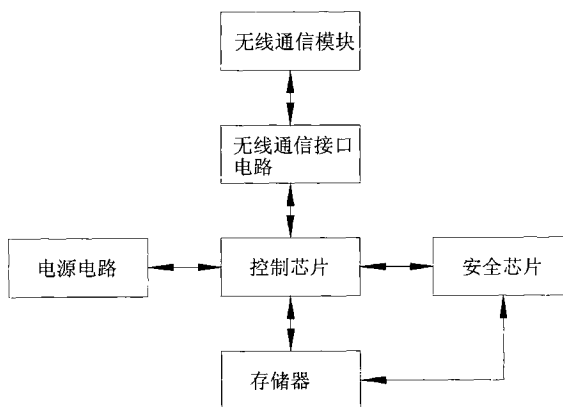 无线通信模块
无线通信接口
电路
电源电路
控制芯片
安全芯片
存储器